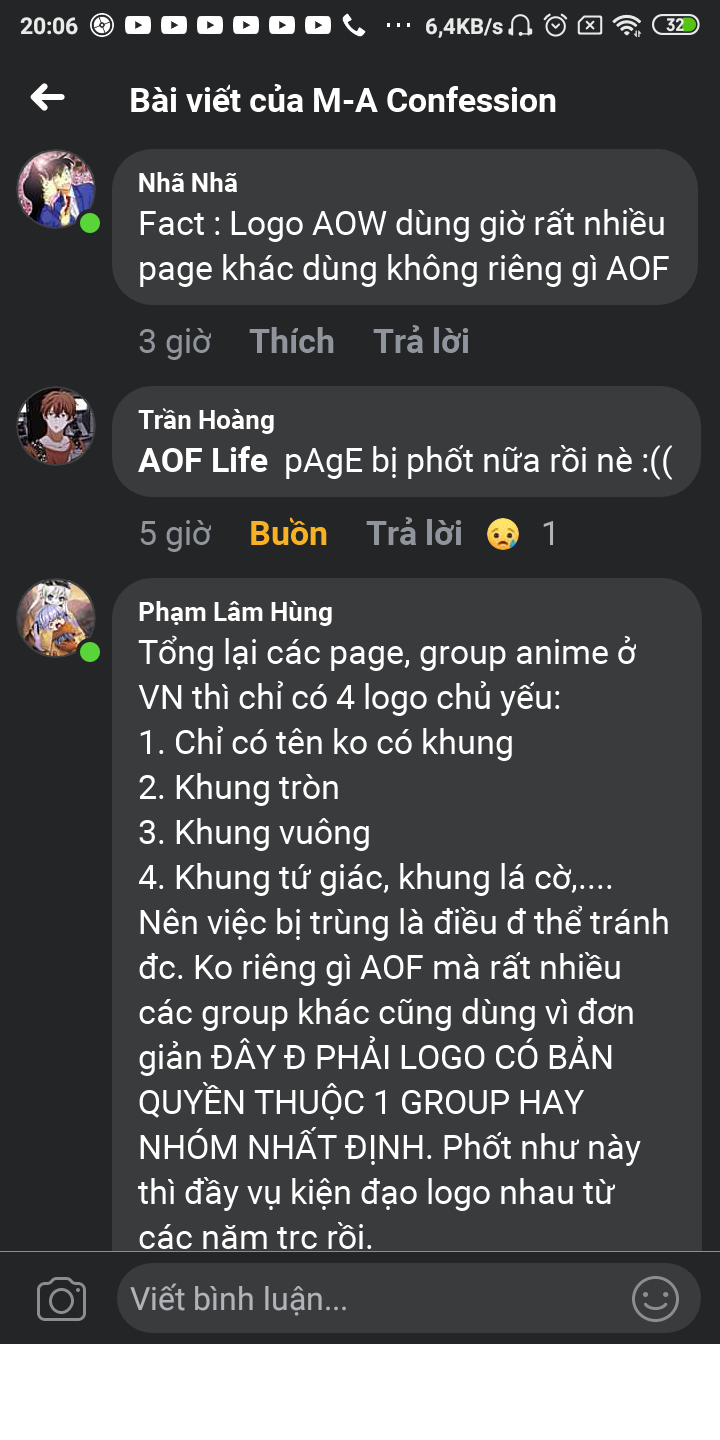 20:06 6,4KB/s 32
Bài viết của M-A Confession
Nhã Nhã
Fact : Logo AOW dùng giờ rất nhiều
page khác dùng không riêng gì AOF
3 giờ Thích Trả lời
Trần Hoàng
AOF Life pAgE bị phốt nữa rồi nè :((
5 giờ Buồn Trả lời 😢 1
Phạm Lâm Hùng
Tổng lại các page, group anime ở
VN thì chỉ có 4 logo chủ yếu:
1. Chỉ có tên ko có khung
2. Khung tròn
3. Khung vuông
4. Khung tứ giác, khung lá cờ,....
Nên việc bị trùng là điều đ thể tránh
đc. Ko riêng gì AOF mà rất nhiều
các group khác cũng dùng vì đơn
giản ĐÂY Đ PHẢI LOGO CÓ BẢN
QUYỀN THUỘC 1 GROUP HAY
NHÓM NHẤT ĐỊNH. Phốt như này
thì đầy vụ kiện đạo logo nhau từ
các năm trc rồi.
Viết bình luận...